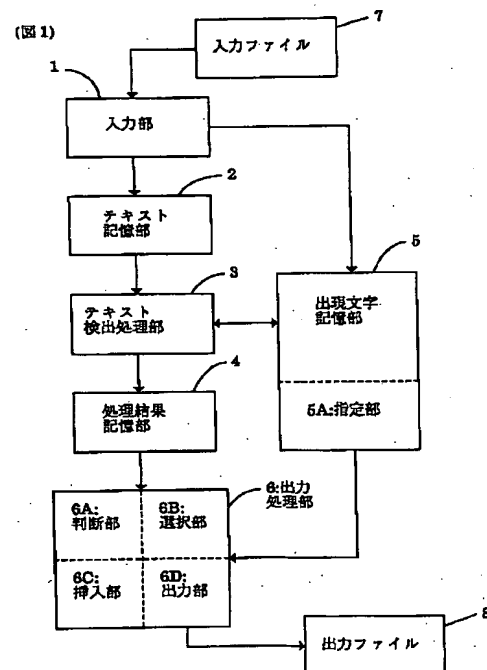 (図1)
7
入力ファイル
1
入力部
2
テキスト
記憶部
5
3
テキスト
検出処理部
出現文字
記憶部
4
処理結果
記憶部
5A:指定部
6A:
判断部
6B:
選択部
6:出力
処理部
6C:
挿入部
6D:
出力部
8
出力ファイル